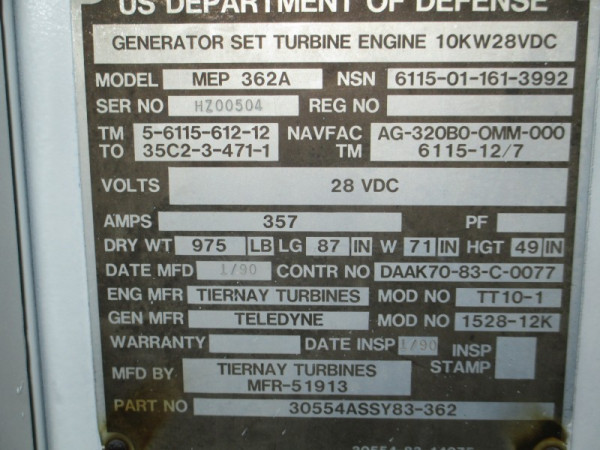 US DEPARTMENT OF DEFENSE
GENERATOR SET TURBINE ENGINE 10KW28VDC
MODEL MEP 362A NSN 6115-01-161-3992
SER NO HZ00504 REG NO
TM 5-6115-612-12 NAVFAC AG-320B0-OMM-000
TO 35C2-3-471-1 TM 6115-12/7
VOLTS 28 VDC
AMPS 357 PF
DRY WT 975 LB LG 87 IN W 71 IN HGT 49 IN
DATE MFD 1/90 CONTR NO DAAK70-83-C-0077
ENG MFR TIERNAY TURBINES MOD NO TT10-1
GEN MFR TELEDYNE MOD NO 1528-12K
WARRANTY DATE INSP 1/90 INSP STAMP
MFD BY TIERNAY TURBINES
MFR-51913
PART NO 30554ASSY83-362